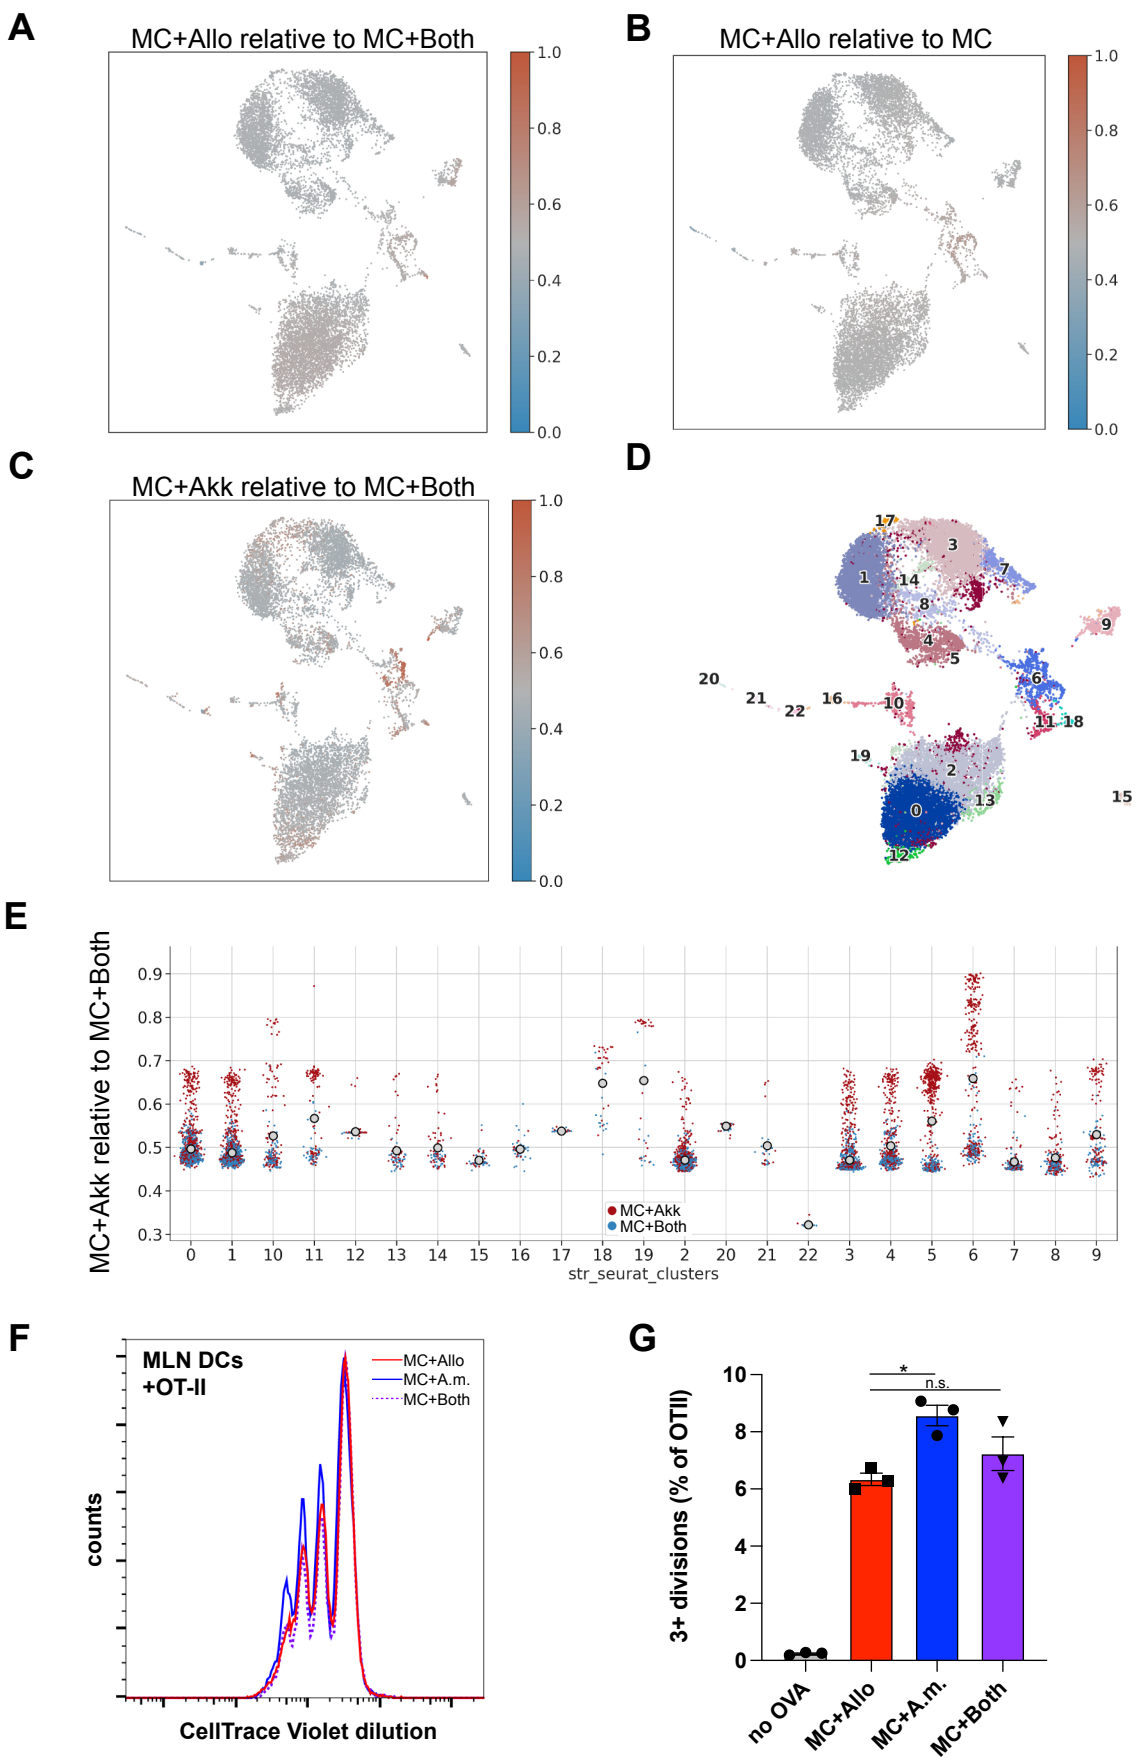 A
MC+Allo relative to MC+Both
1.0
0.8
0.6
0.4
0.2
0.0
B
MC+Allo relative to MC
1.0
0.8
0.6
0.4
0.2
0.0
C
MC+Akk relative to MC+Both
1.0
0.8
0.6
0.4
0.2
0.0
D
17
3
1
14
7
8
9
4
5
6
20
21
22
16
10
11
18
19
2
13
0
15
12
E
MC+Akk relative to MC+Both
0.9
0.8
0.7
0.6
0.5
0.4
0.3
MC+Akk
MC+Both
0 1 10 11 12 13 14 15 16 17 18 19 2 20 21 22 3 4 5 6 7 8 9
str_seurat_clusters
F
MLN DCs
+OT-II
MC+Allo
MC+A.m.
MC+Both
counts
CellTrace Violet dilution
G
3+ divisions (% of OTII)
10
8
6
4
2
0
*
n.s.
no OVA
MC+Allo
MC+A.m.
MC+Both